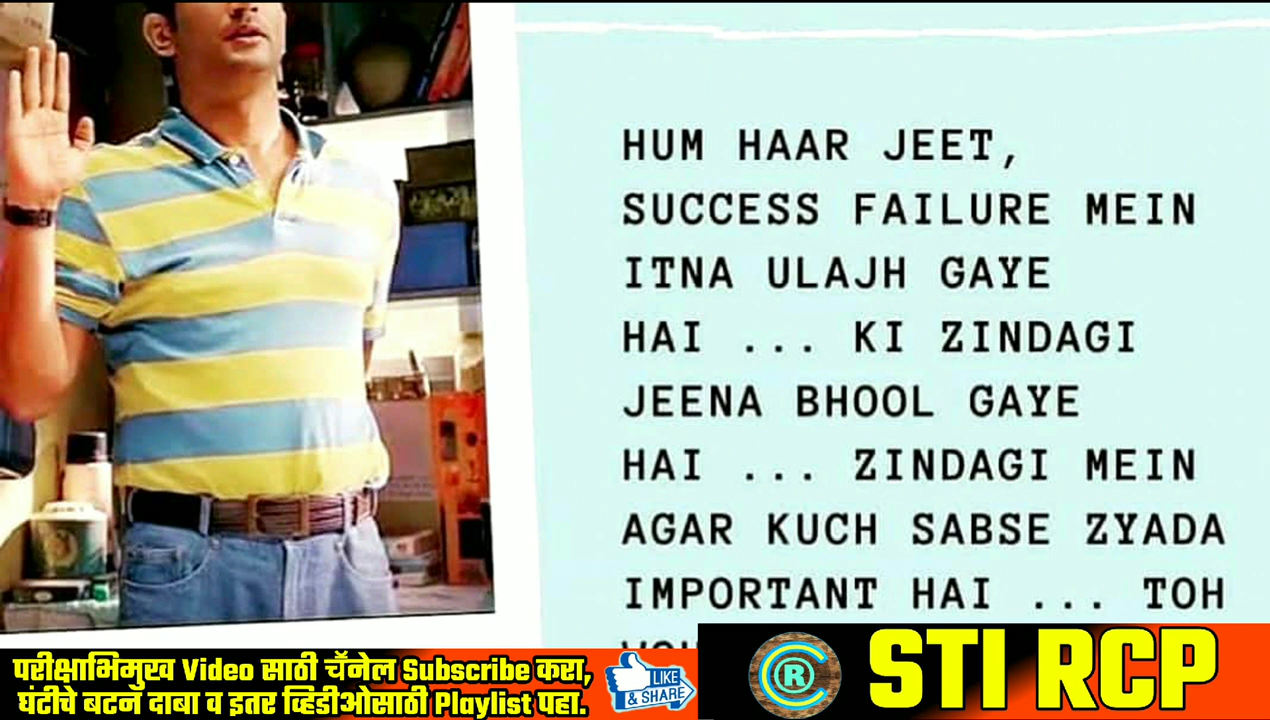 HUM HAAR JEET,
SUCCESS FAILURE MEIN
ITNA ULAJH GAYE
HAI ... KI ZINDAGI
JEENA BHOOL GAYE
HAI ... ZINDAGI MEIN
AGAR KUCH SABSE ZYADA
IMPORTANT HAI ... TOH
परीक्षाभिमुख Video साठी चॅनेल Subscribe करा,
घंटीचे बटन दाबा व इतर व्हिडीओसाठी Playlist पहा.
LIKE
& SHARE
R
STI RCP